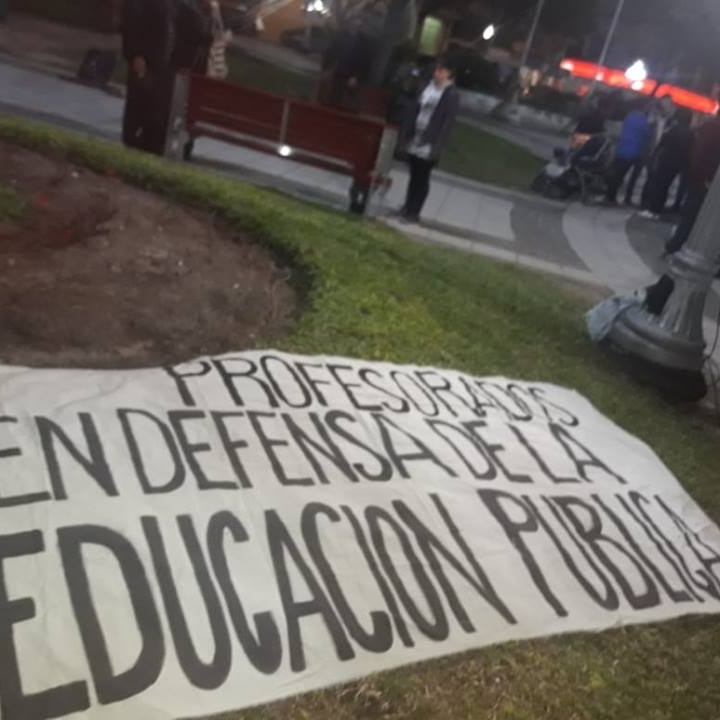 PROFESORADOS
EN DEFENSA DE LA
EDUCACION PUBLICA